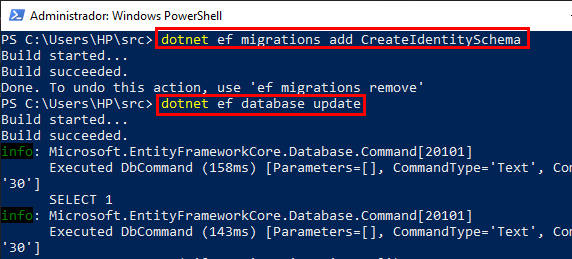 Administrador: Windows PowerShell
PS C:\Users\HP\src> dotnet ef migrations add CreateIdentitySchema
Build started...
Build succeeded.
Done. To undo this action, use 'ef migrations remove'
PS C:\Users\HP\src> dotnet ef database update
Build started...
Build succeeded.
info: Microsoft.EntityFrameworkCore.Database.Command[20101]
Executed DbCommand (158ms) [Parameters=[], CommandType='Text', Com
'30']
SELECT 1
info: Microsoft.EntityFrameworkCore.Database.Command[20101]
Executed DbCommand (143ms) [Parameters=[], CommandType='Text', Com
'30']